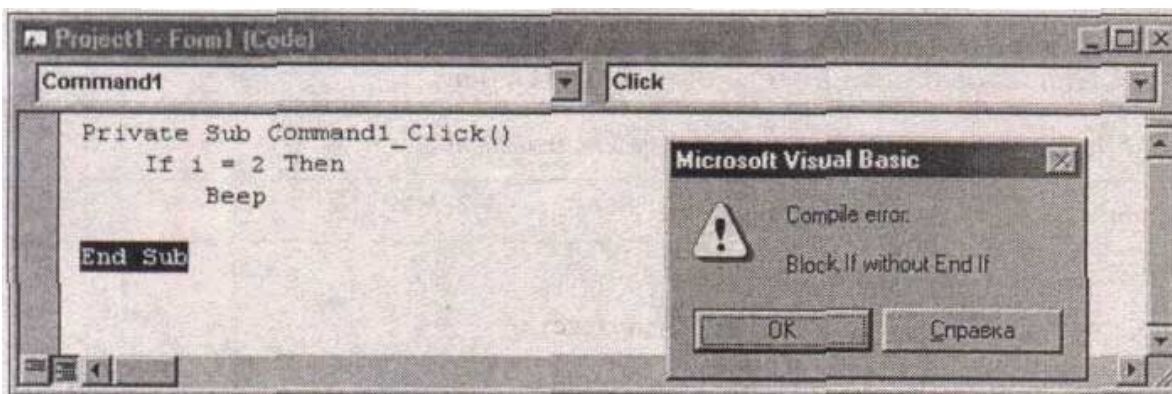 Project1 - Form1 (Code)
Command1
Click
Private Sub Command1_Click()
If i = 2 Then
Beep
End Sub
Microsoft Visual Basic
Compile error:
Block If without End If
OK
Справка